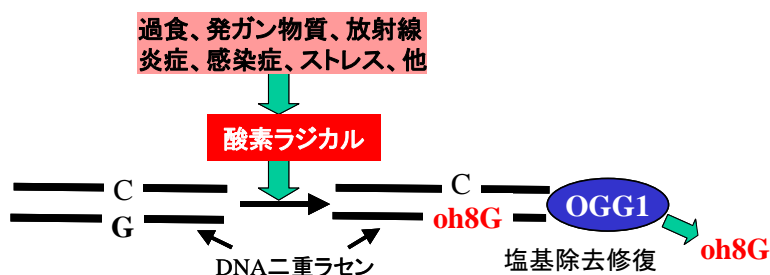 過食、発ガン物質、放射線
炎症、感染症、ストレス、他
酸素ラジカル
C
G
C
oh8G
OGG1
oh8G
DNA二重ラセン
塩基除去修復